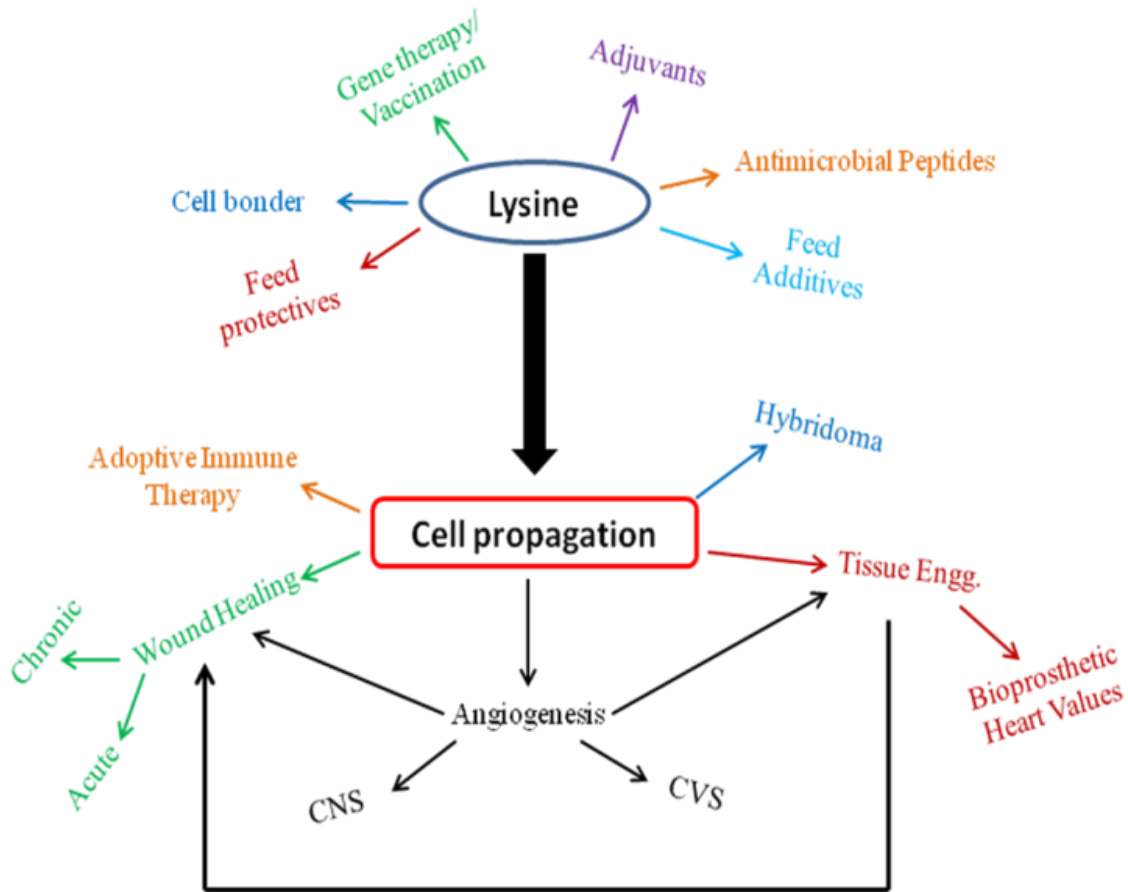 Gene therapy/
Vaccination
Adjuvants
Antimicrobial Peptides
Cell bonder
Lysine
Feed
Additives
Feed
protectives
Hybridoma
Adoptive Immune
Therapy
Cell propagation
Tissue Engg.
Wound Healing
Chronic
Acute
Angiogenesis
Bioprosthetic
Heart Values
CNS
CVS